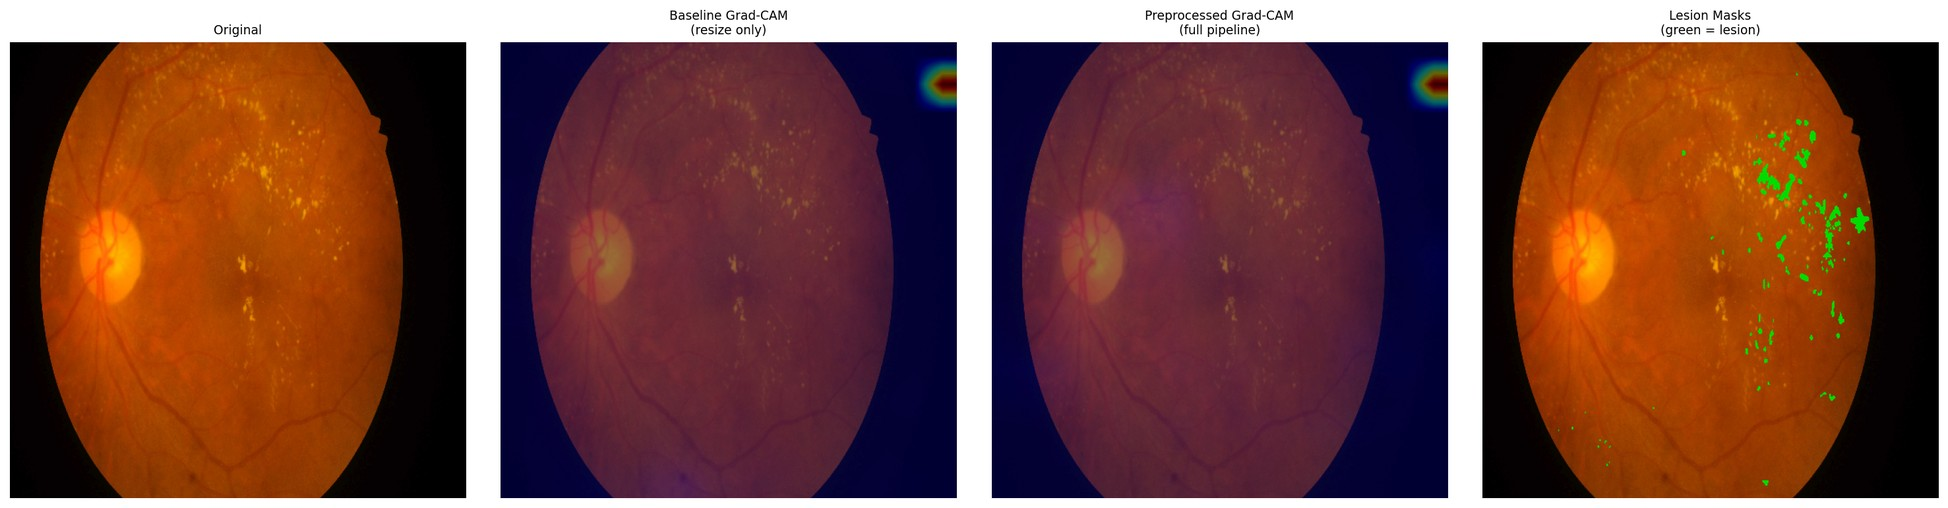 Original
Baseline Grad-CAM
(resize only)
Preprocessed Grad-CAM
(full pipeline)
Lesion Masks
(green = lesion)